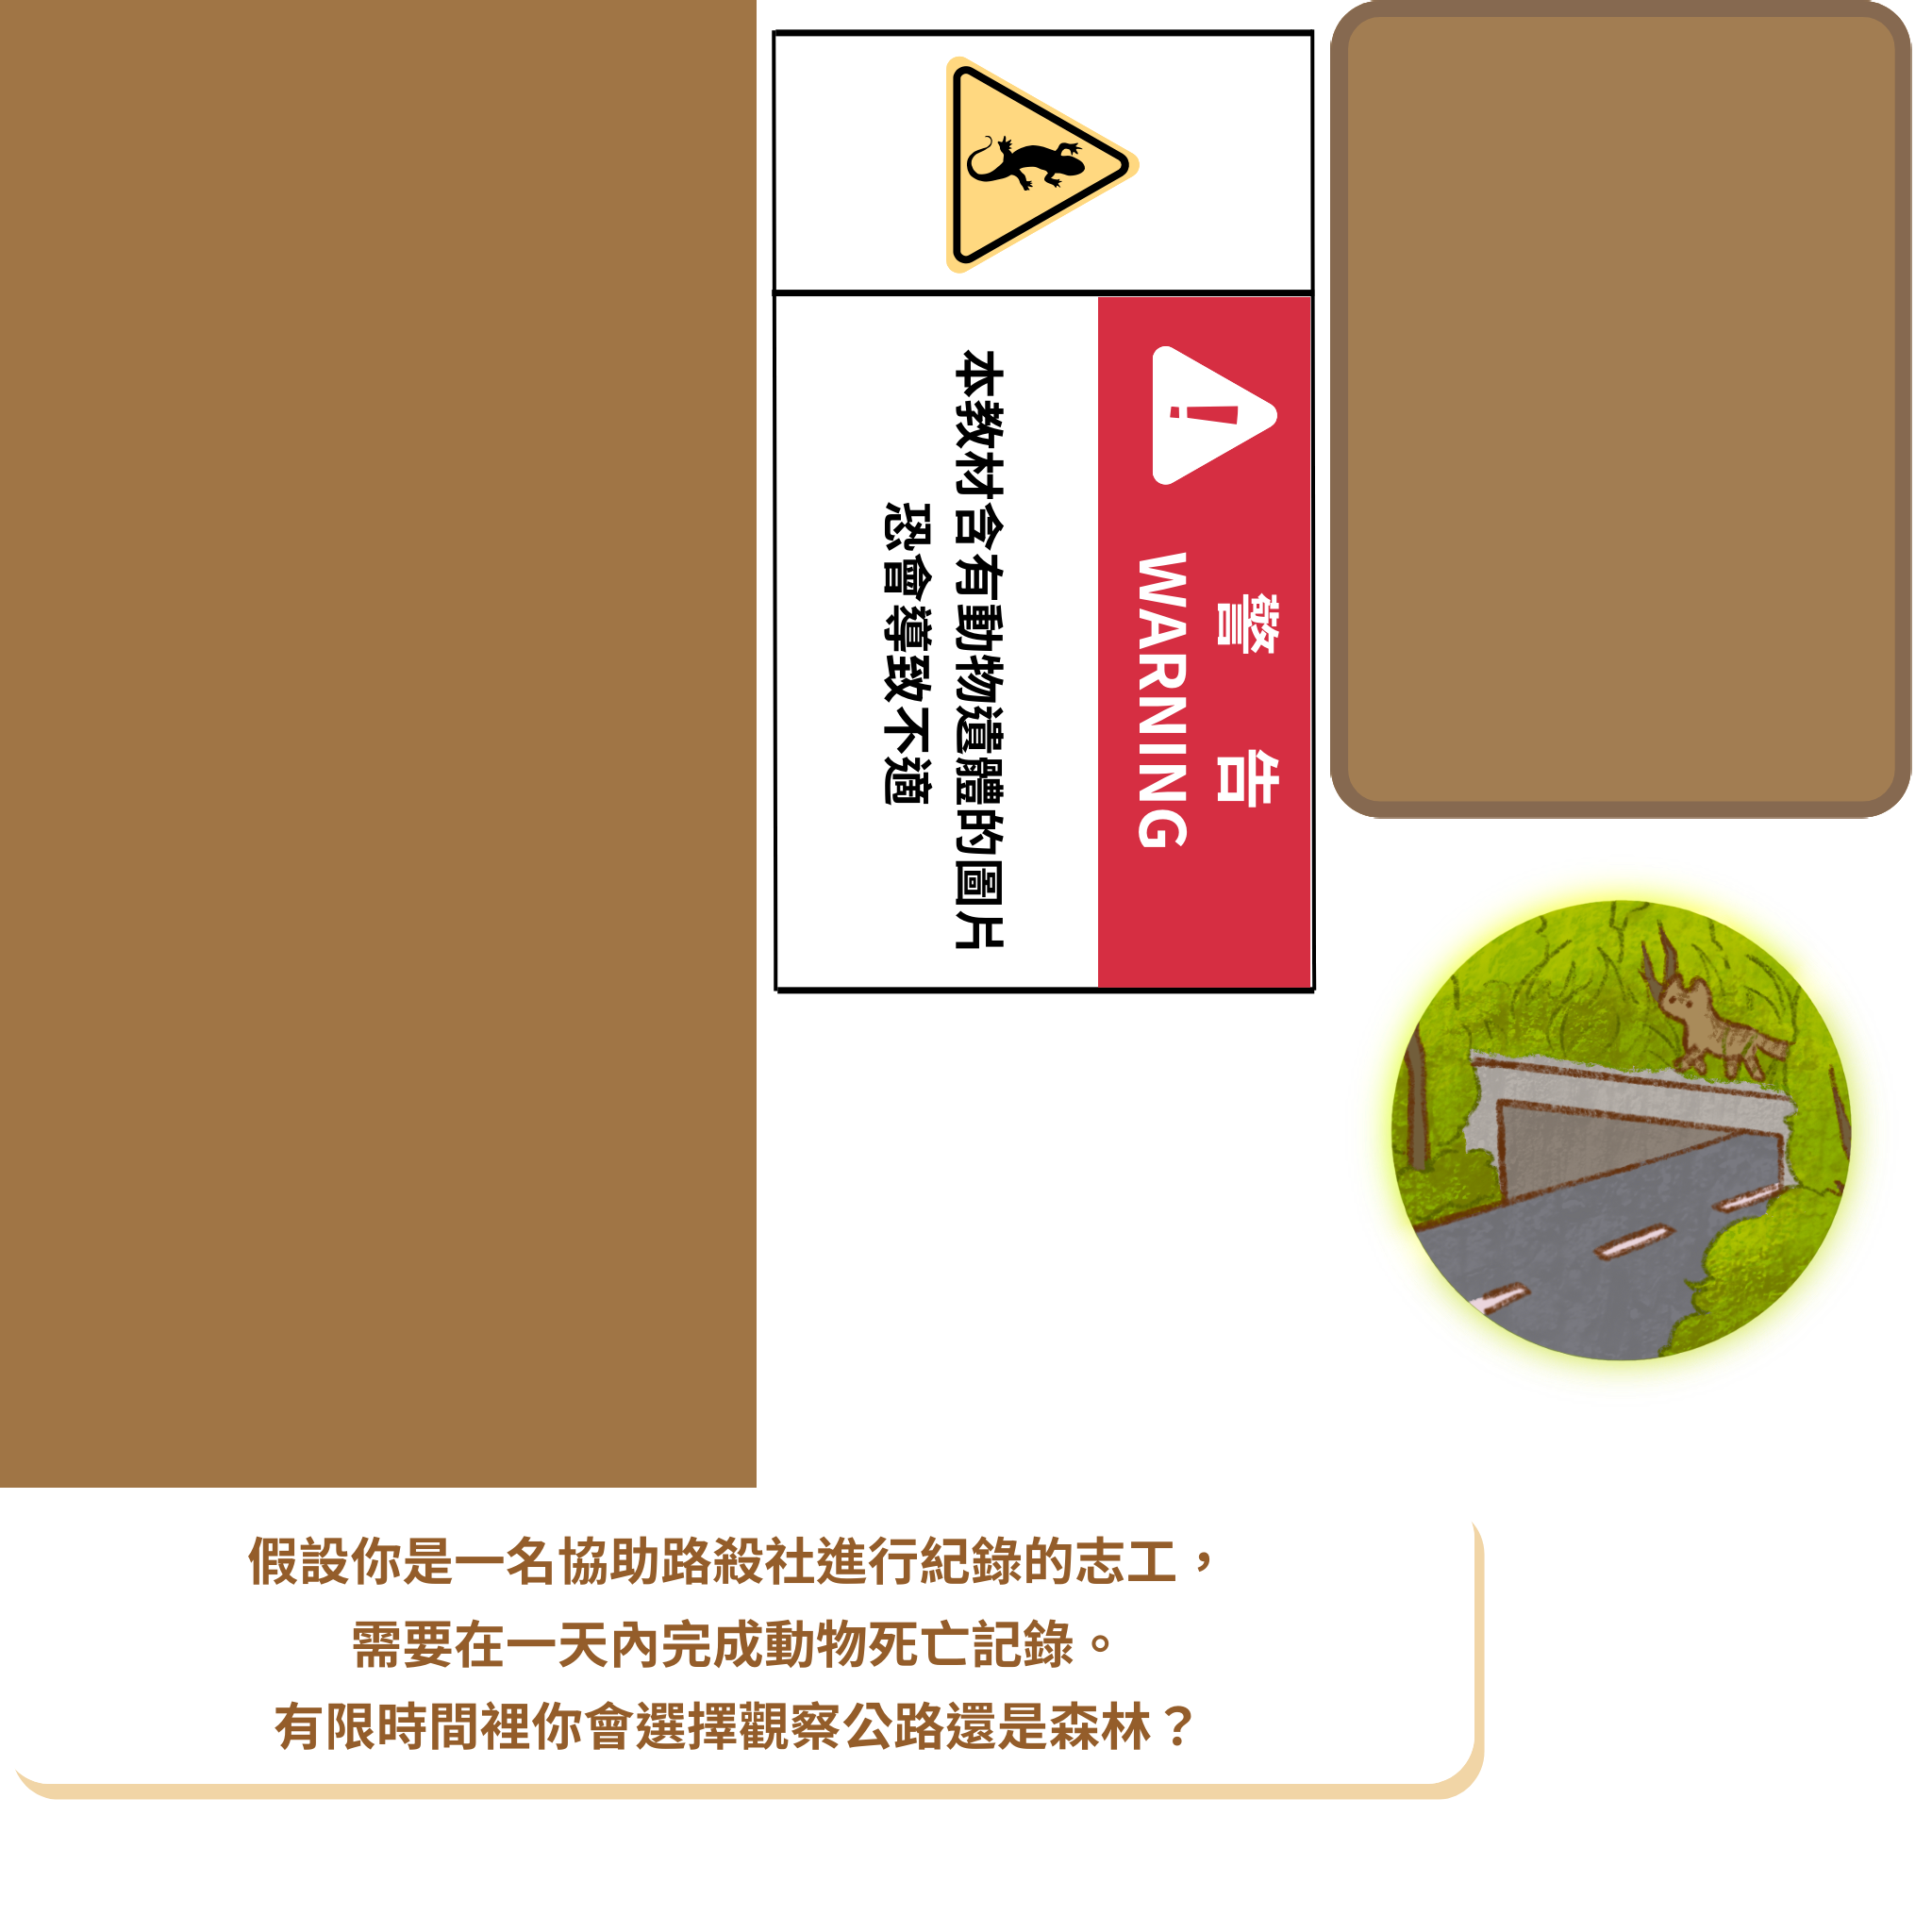 警 告
WARNING
本教材含有動物遺體的圖片
恐會導致不適
假設你是一名協助路殺社進行紀錄的志工，
需要在一天內完成動物死亡記錄。
有限時間裡你會選擇觀察公路還是森林？